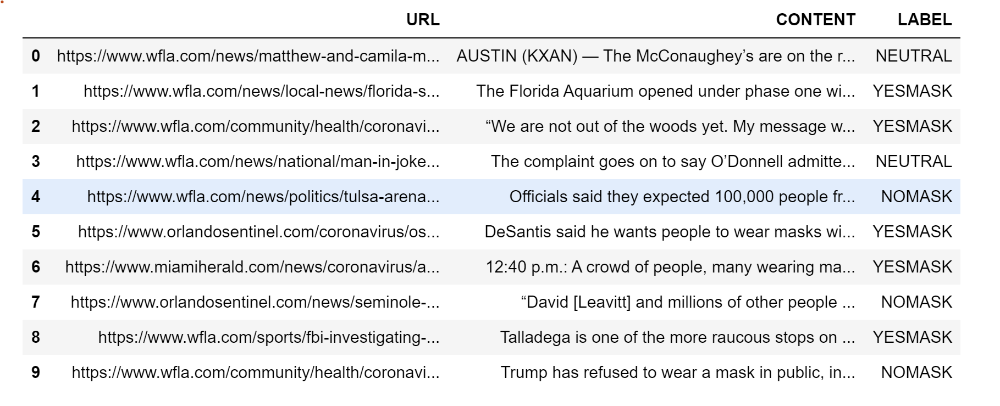 URL CONTENT LABEL
0 https://www.wfla.com/news/matthew-and-camila-m... AUSTIN (KXAN) — The McConaughey’s are on the r... NEUTRAL
1 https://www.wfla.com/news/local-news/florida-s... The Florida Aquarium opened under phase one wi... YESMASK
2 https://www.wfla.com/community/health/coronavi... “We are not out of the woods yet. My message w... YESMASK
3 https://www.wfla.com/news/national/man-in-joke... The complaint goes on to say O’Donnell admitte... NEUTRAL
4 https://www.wfla.com/news/politics/tulsa-arena... Officials said they expected 100,000 people fr... NOMASK
5 https://www.orlandosentinel.com/coronavirus/os... DeSantis said he wants people to wear masks wi... YESMASK
6 https://www.miamiherald.com/news/coronavirus/a... 12:40 p.m.: A crowd of people, many wearing ma... YESMASK
7 https://www.orlandosentinel.com/news/seminole-... “David [Leavitt] and millions of other people ... NOMASK
8 https://www.wfla.com/sports/fbi-investigating-... Talladega is one of the more raucous stops on ... YESMASK
9 https://www.wfla.com/community/health/coronavi... Trump has refused to wear a mask in public, in... NOMASK